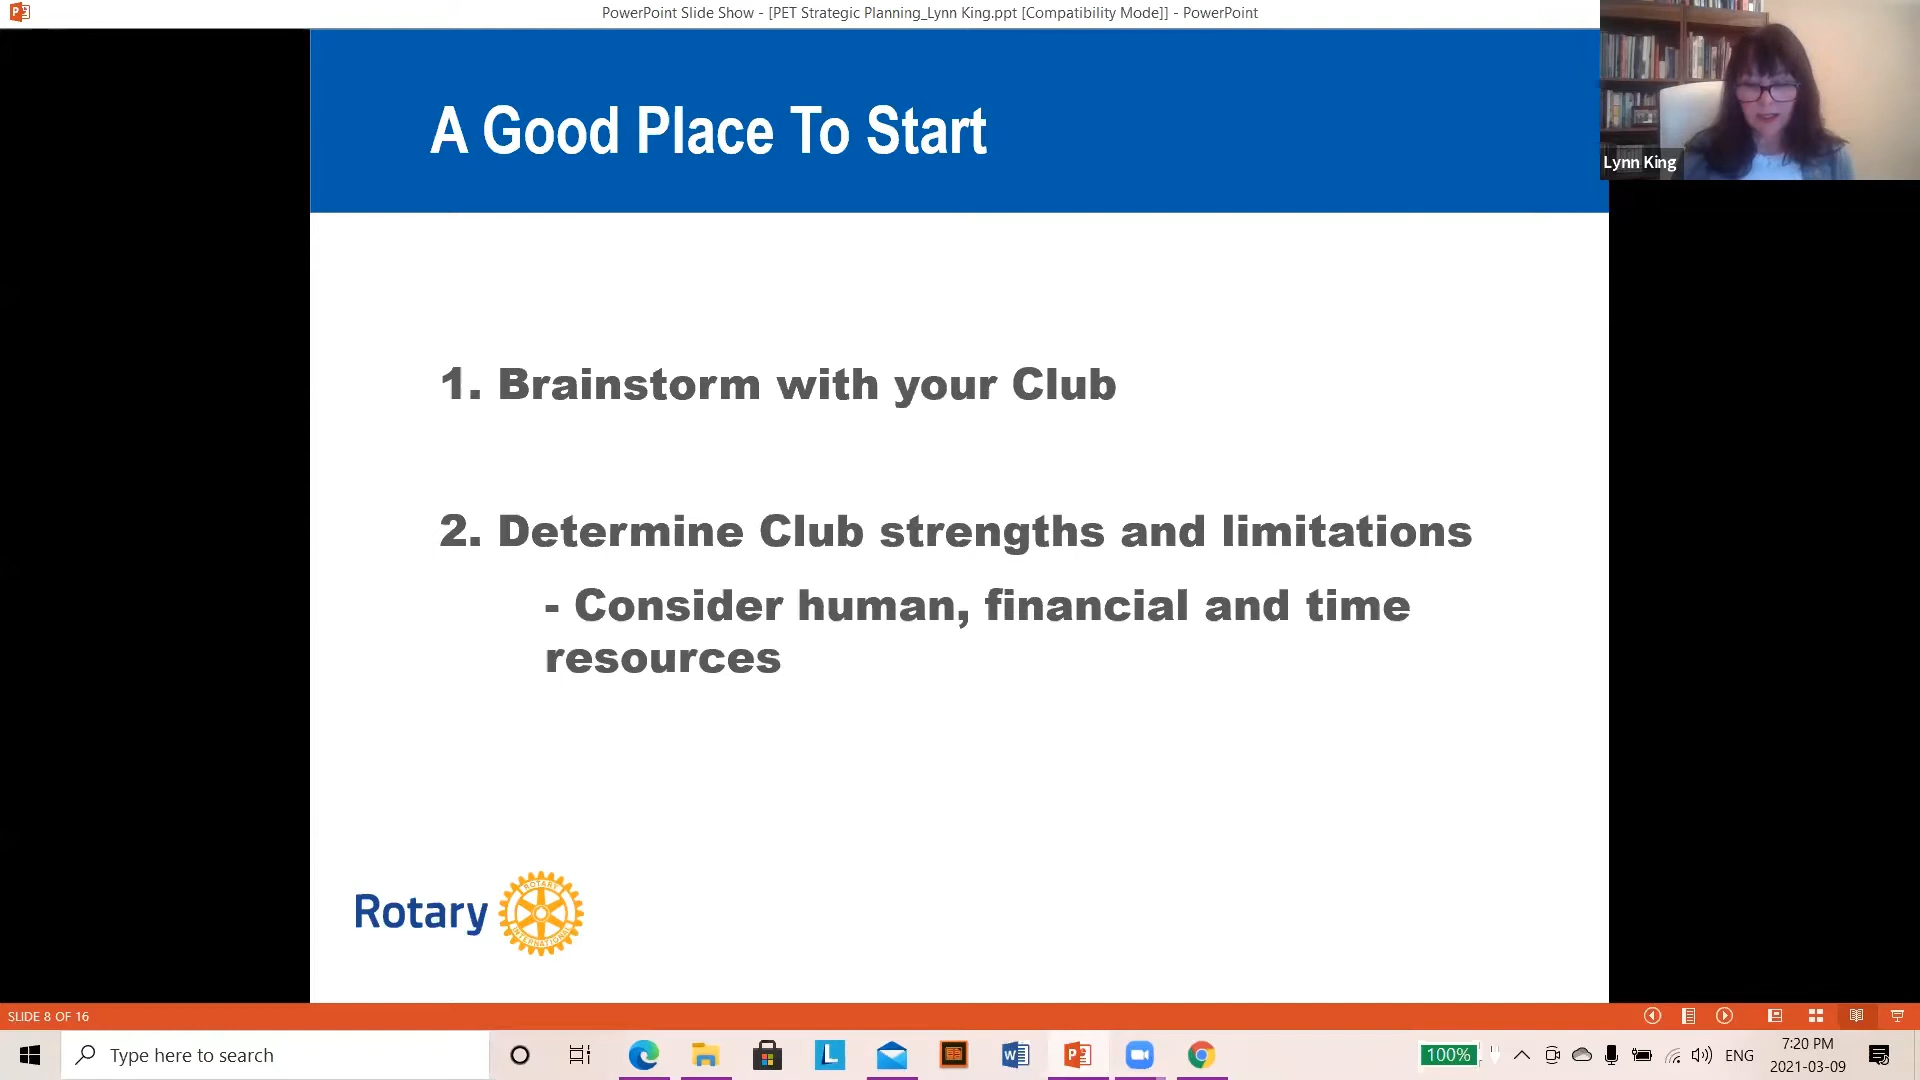 PowerPoint Slide Show - [PET Strategic Planning_Lynn King.ppt [Compatibility Mode]] - PowerPoint
A Good Place To Start
Lynn King
1. Brainstorm with your Club
2. Determine Club strengths and limitations
- Consider human, financial and time
resources
Rotary
ROTARY
INTERNATIONAL
SLIDE 8 OF 16
Type here to search
100%
ENG
7:20 PM
2021-03-09